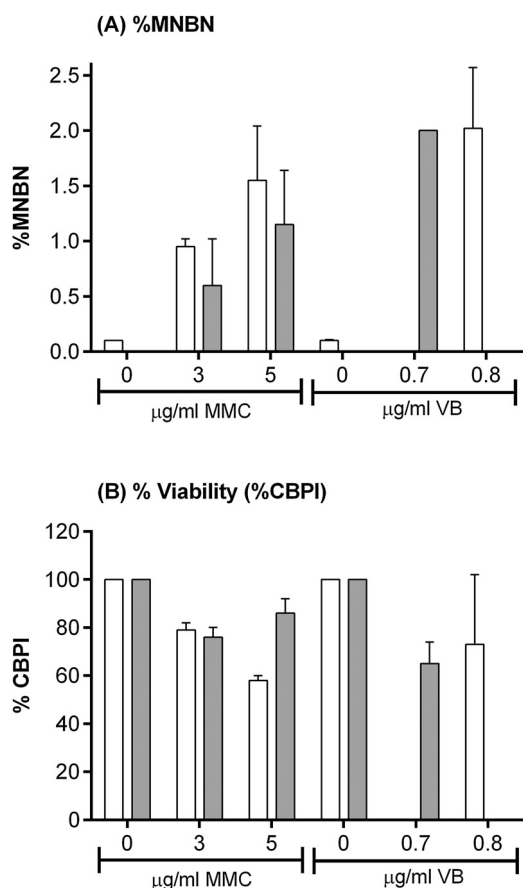 (A) %MNBN
%MNBN
2.5
2.0
1.5
1.0
0.5
0.0
0 3 5 0 0.7 0.8
μg/ml MMC μg/ml VB
(B) % Viability (%CBPI)
% CBPI
120
100
80
60
40
20
0
0 3 5 0 0.7 0.8
μg/ml MMC μg/ml VB